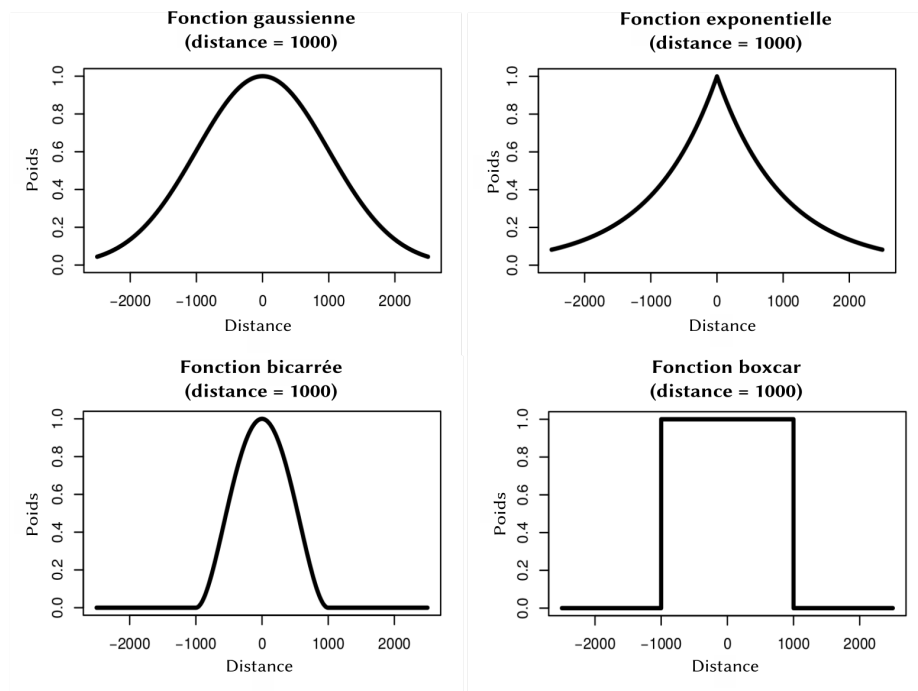 Fonction gaussienne
(distance = 1000)
Poids
1.0
0.8
0.6
0.4
0.2
0.0
−2000 −1000 0 1000 2000
Distance
Fonction exponentielle
(distance = 1000)
Poids
1.0
0.8
0.6
0.4
0.2
0.0
−2000 −1000 0 1000 2000
Distance
Fonction bicarrée
(distance = 1000)
Poids
1.0
0.8
0.6
0.4
0.2
0.0
−2000 −1000 0 1000 2000
Distance
Fonction boxcar
(distance = 1000)
Poids
1.0
0.8
0.6
0.4
0.2
0.0
−2000 −1000 0 1000 2000
Distance